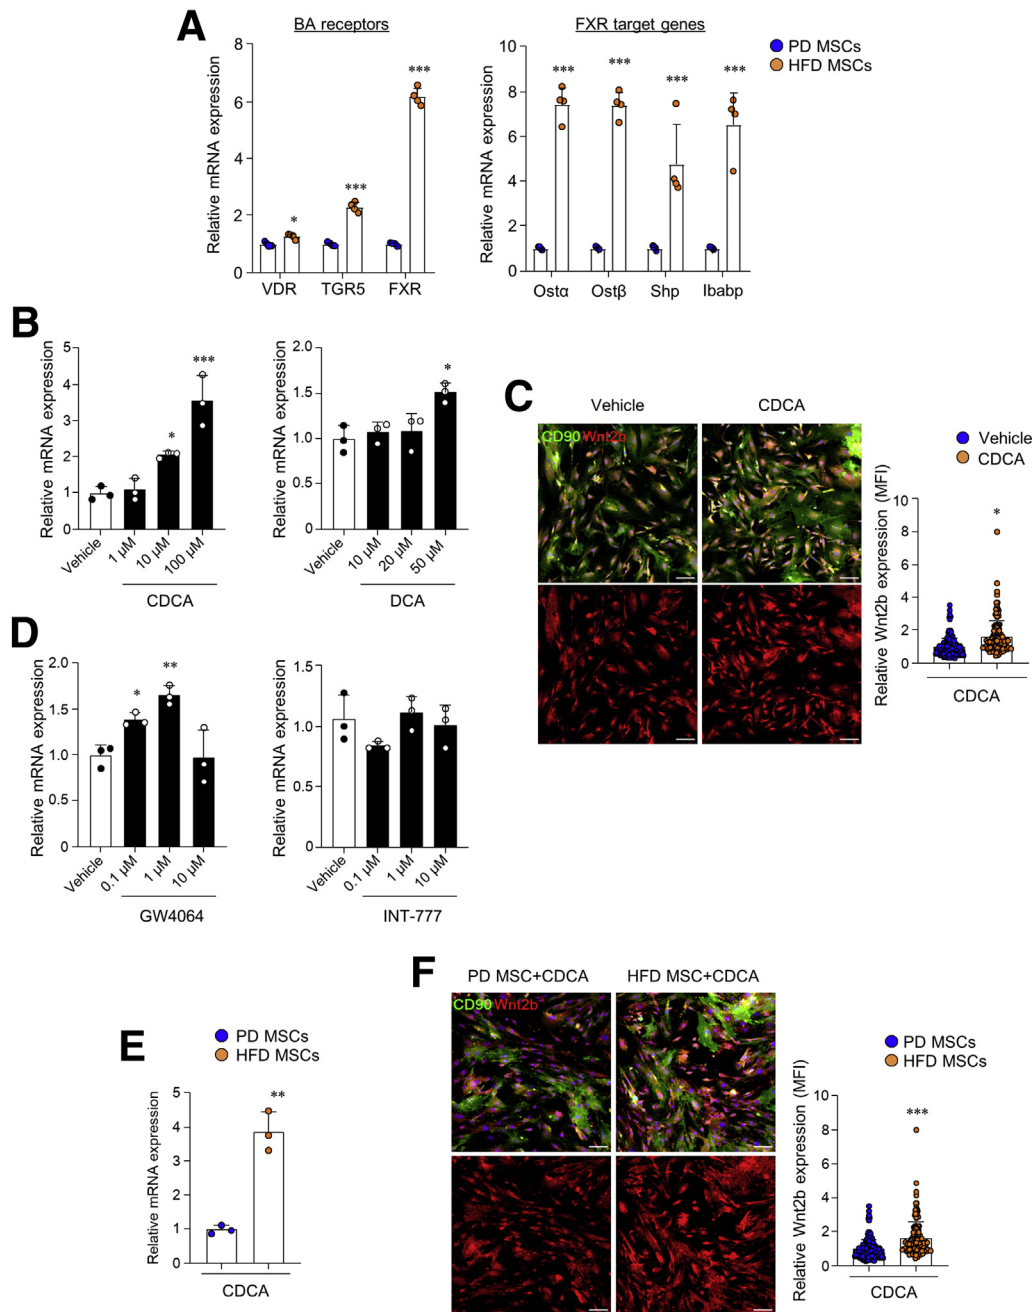 A
BA receptors
Relative mRNA expression
8
6
4
2
0
*
***
***
VDR TGR5 FXR
FXR target genes
Relative mRNA expression
10
8
6
4
2
0
*** *** *** ***
Ostα Ostβ Shp Ibabp
PD MSCs
HFD MSCs
B
Relative mRNA expression
5
4
3
2
1
0
*
***
Vehicle 1 µM 10 µM 100 µM
CDCA
Relative mRNA expression
2.0
1.5
1.0
0.5
0
*
Vehicle 10 µM 20 µM 50 µM
DCA
C
Vehicle CDCA
CD90 Wnt2b
Vehicle
CDCA
Relative Wnt2b expression (MFI)
10
8
6
4
2
0
*
CDCA
D
Relative mRNA expression
2.0
1.5
1.0
0.5
0
*
**
Vehicle 0.1 µM 1 µM 10 µM
GW4064
Relative mRNA expression
1.5
1.0
0.5
0
Vehicle 0.1 µM 1 µM 10 µM
INT-777
E
PD MSCs
HFD MSCs
Relative mRNA expression
5
4
3
2
1
0
**
CDCA
F
PD MSC+CDCA HFD MSC+CDCA
CD90 Wnt2b
PD MSCs
HFD MSCs
Relative Wnt2b expression (MFI)
10
8
6
4
2
0
***
CDCA